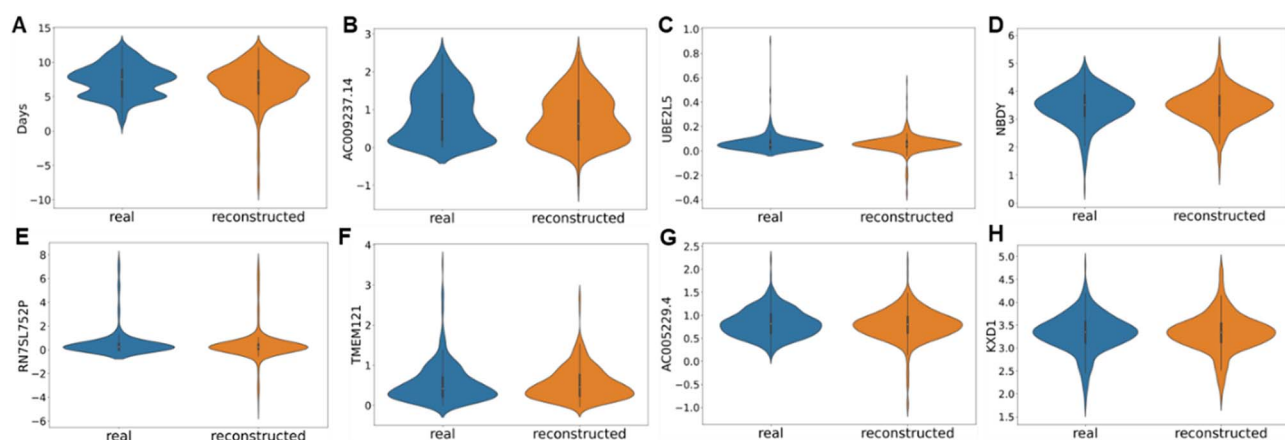 A
15
10
5
0
−5
−10
Days
real reconstructed
B
3
2
1
0
−1
AC009237.14
real reconstructed
C
1.0
0.8
0.6
0.4
0.2
0.0
−0.2
−0.4
UBE2L5
real reconstructed
D
6
5
4
3
2
1
0
NBDY
real reconstructed
E
8
6
4
2
0
−2
−4
−6
RN7SL752P
real reconstructed
F
4
3
2
1
0
TMEM121
real reconstructed
G
2.5
2.0
1.5
1.0
0.5
0.0
−0.5
−1.0
AC005229.4
real reconstructed
H
5.0
4.5
4.0
3.5
3.0
2.5
2.0
1.5
KXD1
real reconstructed